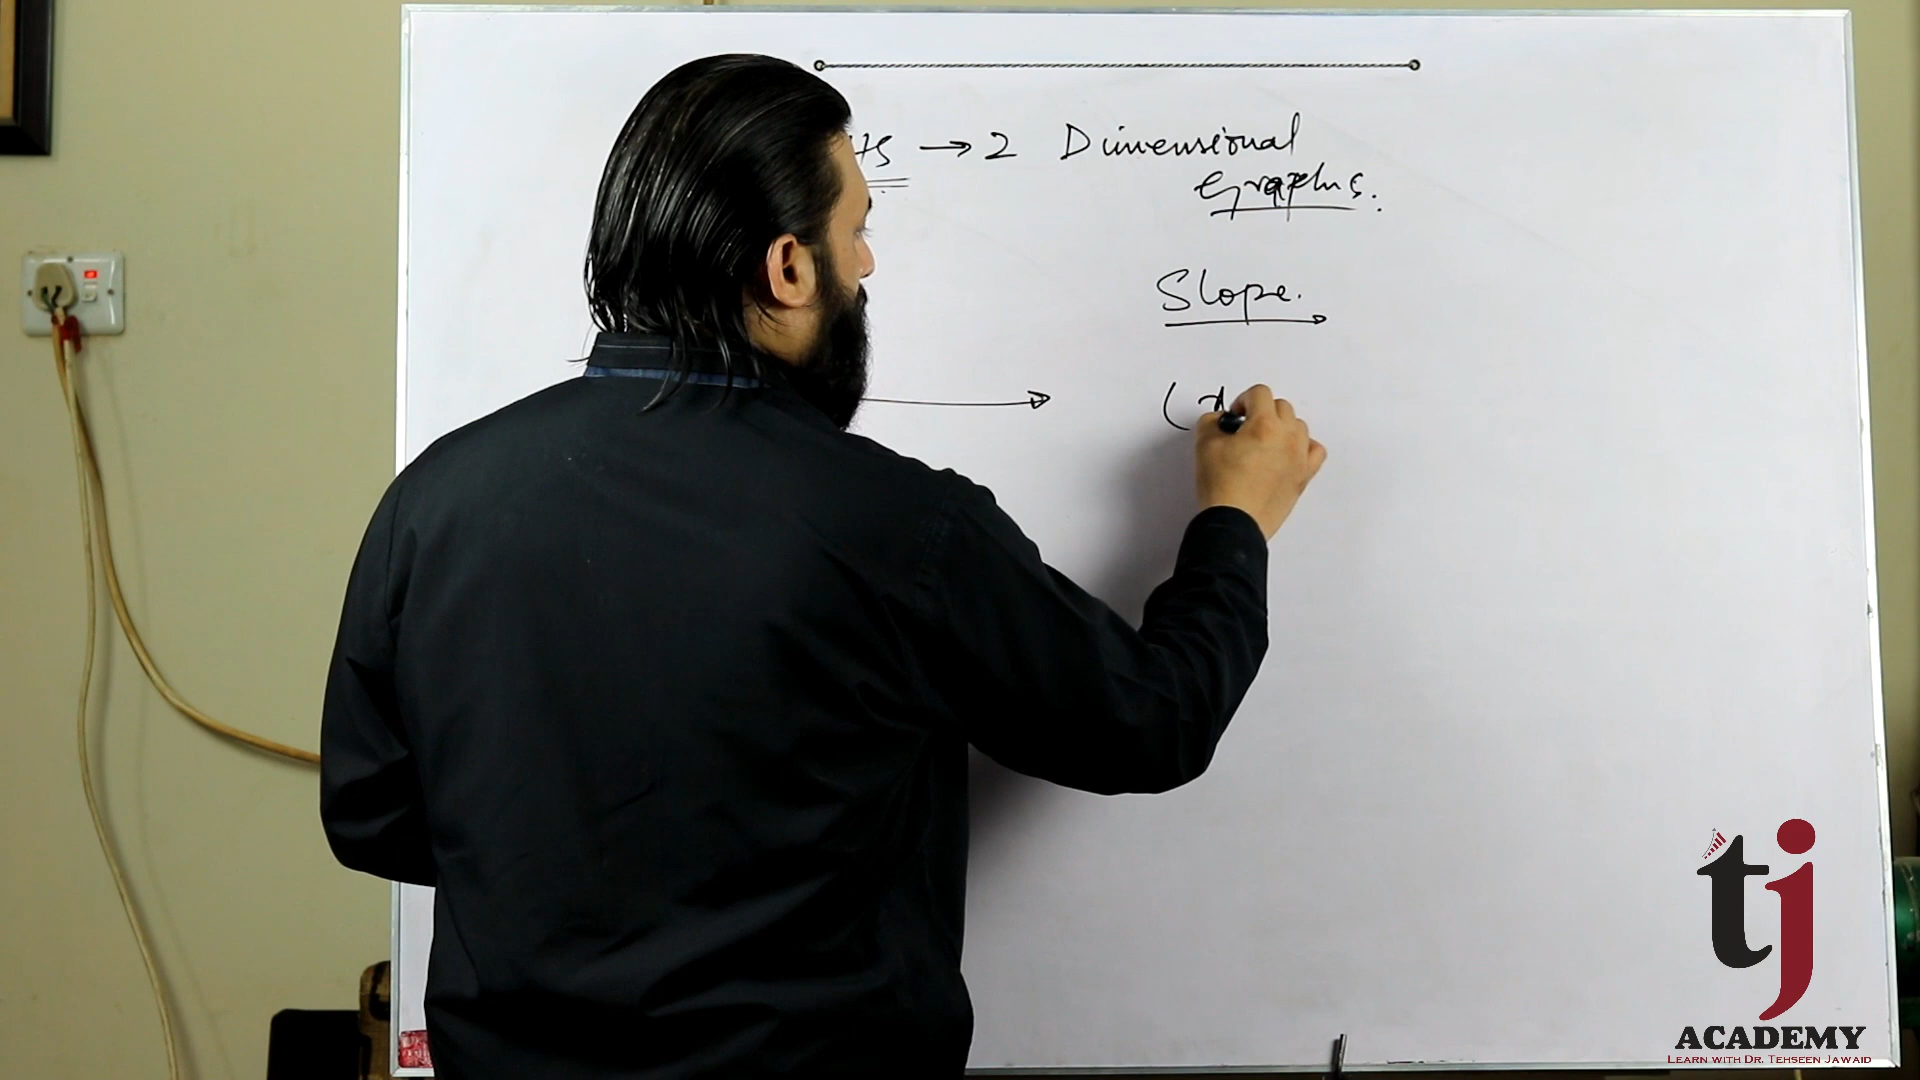 → 2 Dimensional
Graphs.
Slope.
(x
tj
ACADEMY
LEARN WITH DR. TEHSEEN JAWAID